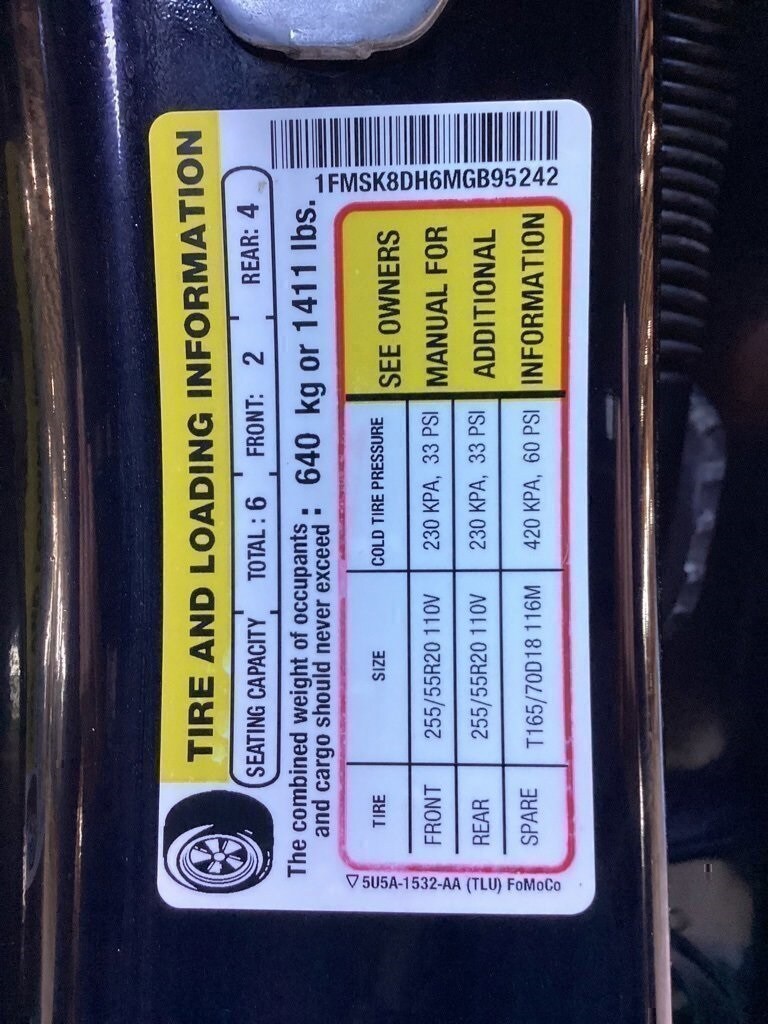 TIRE AND LOADING INFORMATION
SEATING CAPACITY TOTAL: 6 FRONT: 2 REAR: 4
The combined weight of occupants and cargo should never exceed : 640 kg or 1411 lbs.
1FMSK8DH6MGB95242
TIRE SIZE COLD TIRE PRESSURE
FRONT 255/55R20 110V 230 KPA, 33 PSI
REAR 255/55R20 110V 230 KPA, 33 PSI
SPARE T165/70D18 116M 420 KPA, 60 PSI
SEE OWNERS
MANUAL FOR
ADDITIONAL
INFORMATION
▽ 5U5A-1532-AA (TLU) FoMoCo